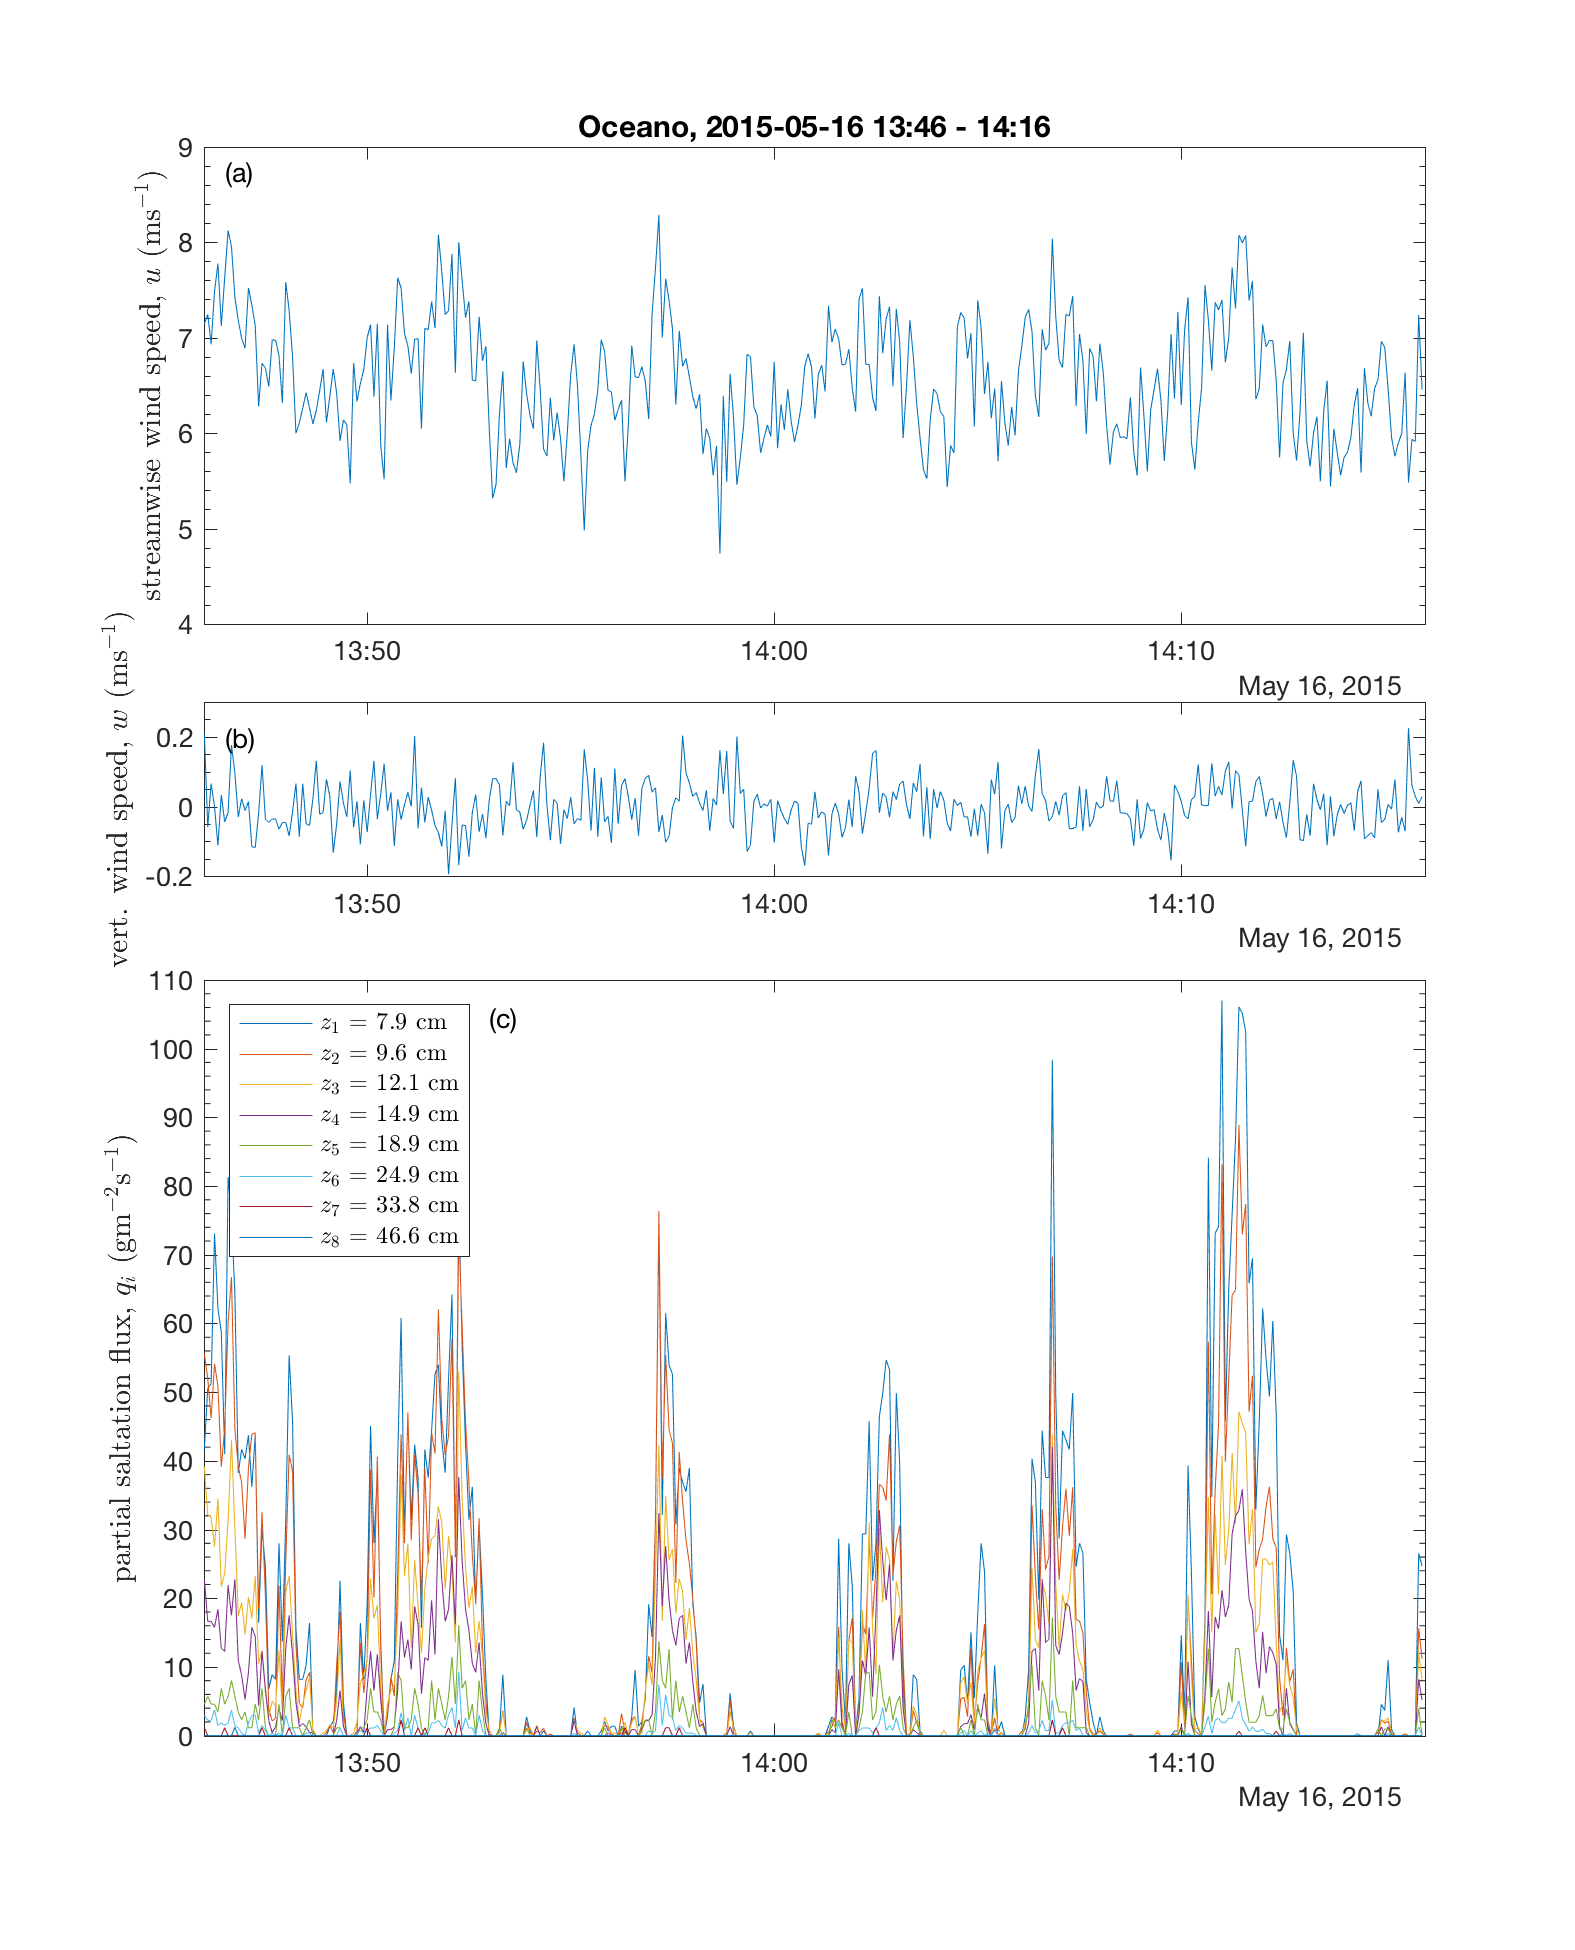 Oceano, 2015-05-16 13:46 - 14:16
(a)
streamwise wind speed, u (ms⁻¹)
9
8
7
6
5
4
13:50 14:00 14:10
May 16, 2015
(b)
vert. wind speed, w (ms⁻¹)
0.2
0
-0.2
13:50 14:00 14:10
May 16, 2015
(c)
partial saltation flux, qᵢ (gm⁻²s⁻¹)
110
100
90
80
70
60
50
40
30
20
10
0
z₁ = 7.9 cm
z₂ = 9.6 cm
z₃ = 12.1 cm
z₄ = 14.9 cm
z₅ = 18.9 cm
z₆ = 24.9 cm
z₇ = 33.8 cm
z₈ = 46.6 cm
13:50 14:00 14:10
May 16, 2015